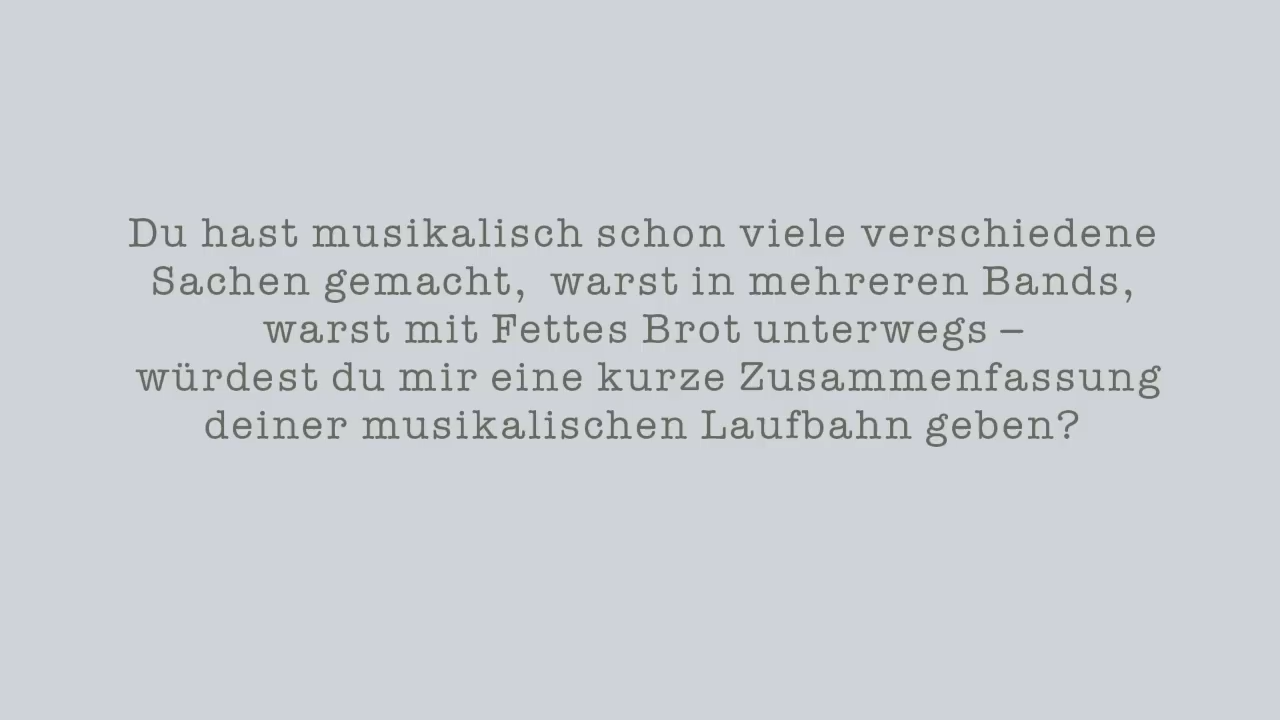 Du hast musikalisch schon viele verschiedene
Sachen gemacht,  warst in mehreren Bands,
warst mit Fettes Brot unterwegs –
würdest du mir eine kurze Zusammenfassung
deiner musikalischen Laufbahn geben?